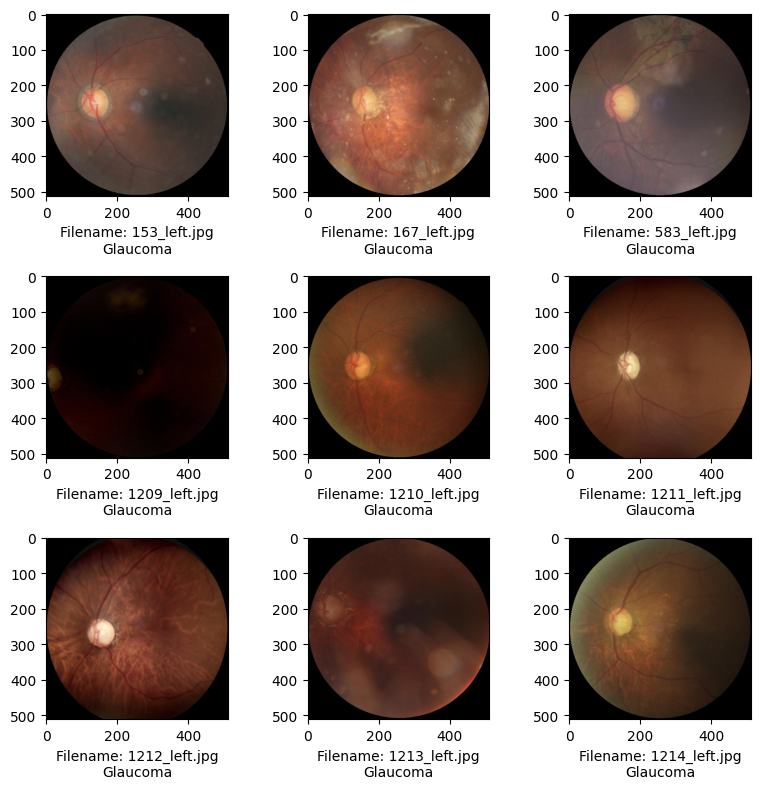 0
100
200
300
400
500
0 200 400
Filename: 153_left.jpg
Glaucoma
0
100
200
300
400
500
0 200 400
Filename: 167_left.jpg
Glaucoma
0
100
200
300
400
500
0 200 400
Filename: 583_left.jpg
Glaucoma
0
100
200
300
400
500
0 200 400
Filename: 1209_left.jpg
Glaucoma
0
100
200
300
400
500
0 200 400
Filename: 1210_left.jpg
Glaucoma
0
100
200
300
400
500
0 200 400
Filename: 1211_left.jpg
Glaucoma
0
100
200
300
400
500
0 200 400
Filename: 1212_left.jpg
Glaucoma
0
100
200
300
400
500
0 200 400
Filename: 1213_left.jpg
Glaucoma
0
100
200
300
400
500
0 200 400
Filename: 1214_left.jpg
Glaucoma